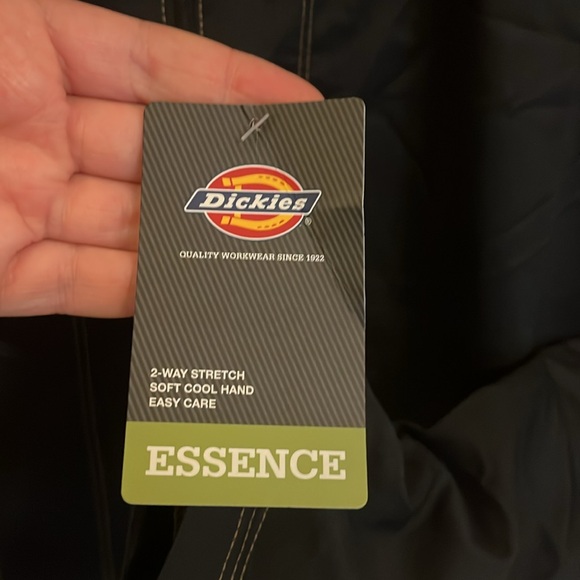 Dickies®
QUALITY WORKWEAR SINCE 1922
2-WAY STRETCH
SOFT COOL HAND
EASY CARE
ESSENCE